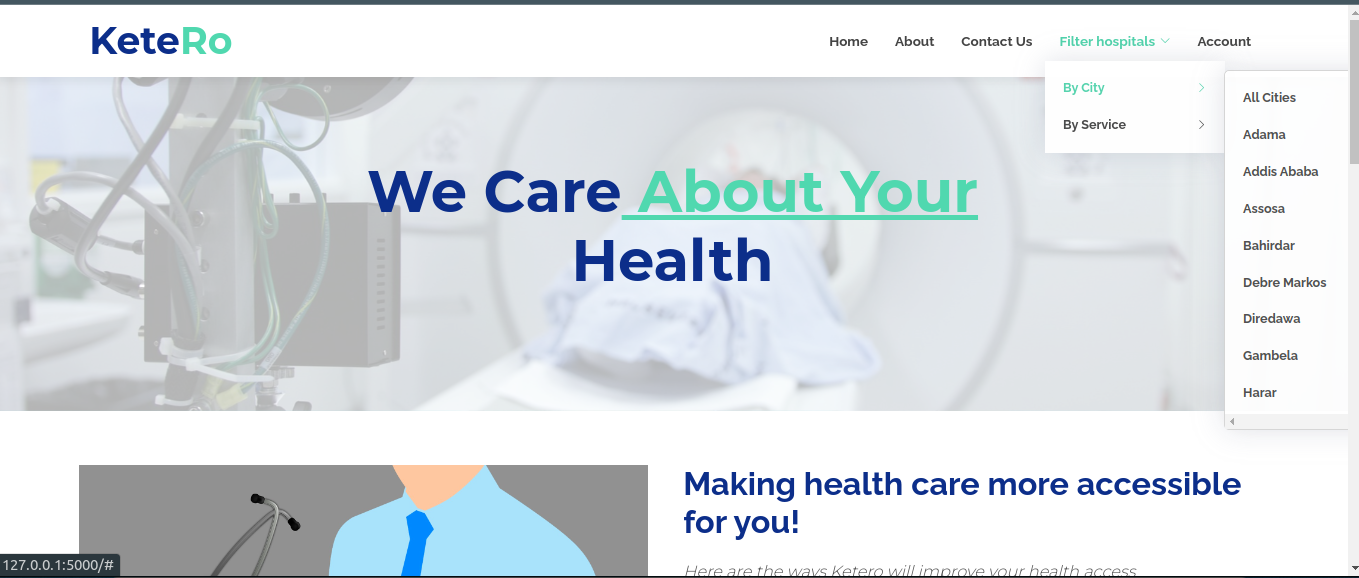 KeteRo
Home About Contact Us Filter hospitals Account
By City
By Service
All Cities
Adama
Addis Ababa
Assosa
Bahirdar
Debre Markos
Diredawa
Gambela
Harar
We Care About Your
Health
Making health care more accessible
for you!
Here are the ways Ketero will improve your health access
127.0.0.1:5000/#